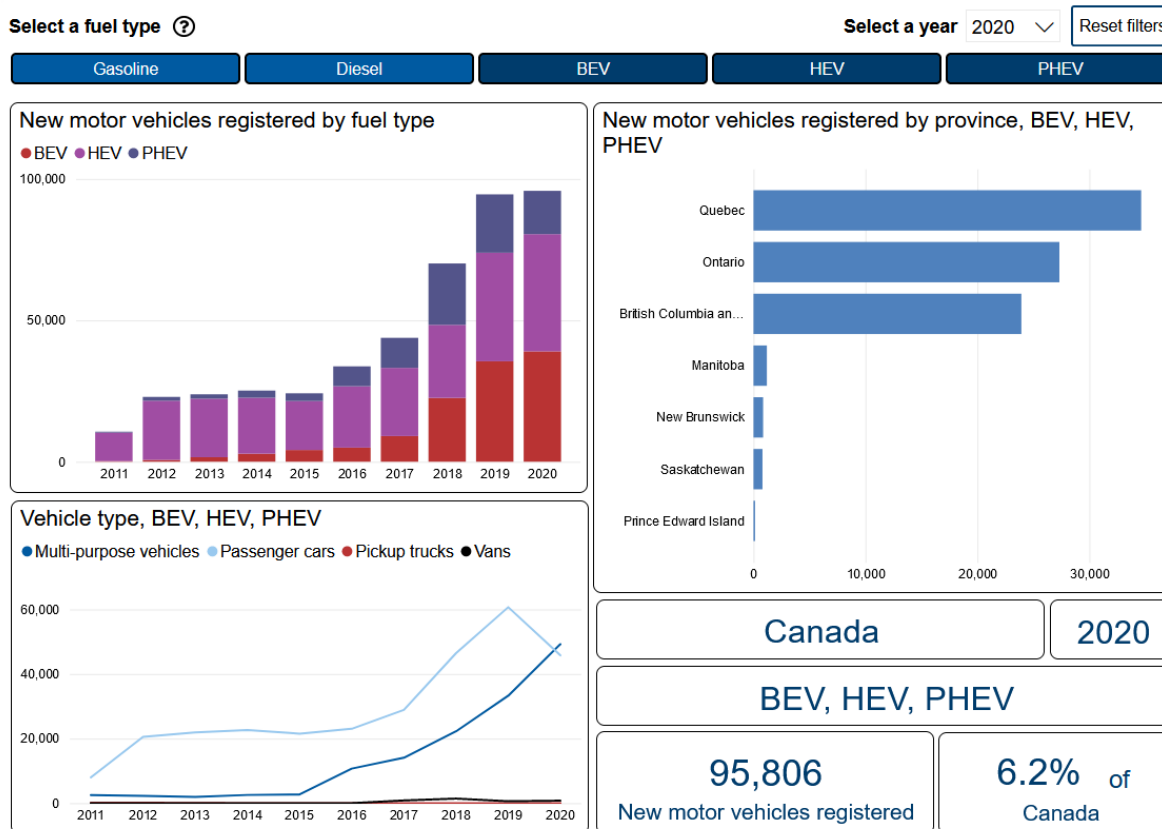 Select a fuel type ?
Select a year 2020 Reset filters
Gasoline Diesel BEV HEV PHEV
New motor vehicles registered by fuel type
BEV HEV PHEV
100,000
50,000
0
2011 2012 2013 2014 2015 2016 2017 2018 2019 2020
New motor vehicles registered by province, BEV, HEV,
PHEV
Quebec
Ontario
British Columbia an...
Manitoba
New Brunswick
Saskatchewan
Prince Edward Island
0 10,000 20,000 30,000
Vehicle type, BEV, HEV, PHEV
Multi-purpose vehicles Passenger cars Pickup trucks Vans
60,000
40,000
20,000
0
2011 2012 2013 2014 2015 2016 2017 2018 2019 2020
Canada
2020
BEV, HEV, PHEV
95,806
New motor vehicles registered
6.2% of
Canada